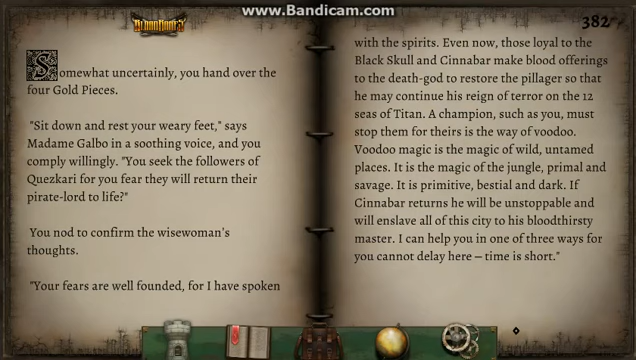 www.Bandicam.com
BLOODBONES
382
Somewhat uncertainly, you hand over the
four Gold Pieces.
"Sit down and rest your weary feet," says
Madame Galbo in a soothing voice, and you
comply willingly. "You seek the followers of
Quezkari for you fear they will return their
pirate-lord to life?"
You nod to confirm the wisewoman's
thoughts.
"Your fears are well founded, for I have spoken
with the spirits. Even now, those loyal to the
Black Skull and Cinnabar make blood offerings
to the death-god to restore the pillager so that
he may continue his reign of terror on the 12
seas of Titan. A champion, such as you, must
stop them for theirs is the way of voodoo.
Voodoo magic is the magic of wild, untamed
places. It is the magic of the jungle, primal and
savage. It is primitive, bestial and dark. If
Cinnabar returns he will be unstoppable and
will enslave all of this city to his bloodthirsty
master. I can help you in one of three ways for
you cannot delay here – time is short."